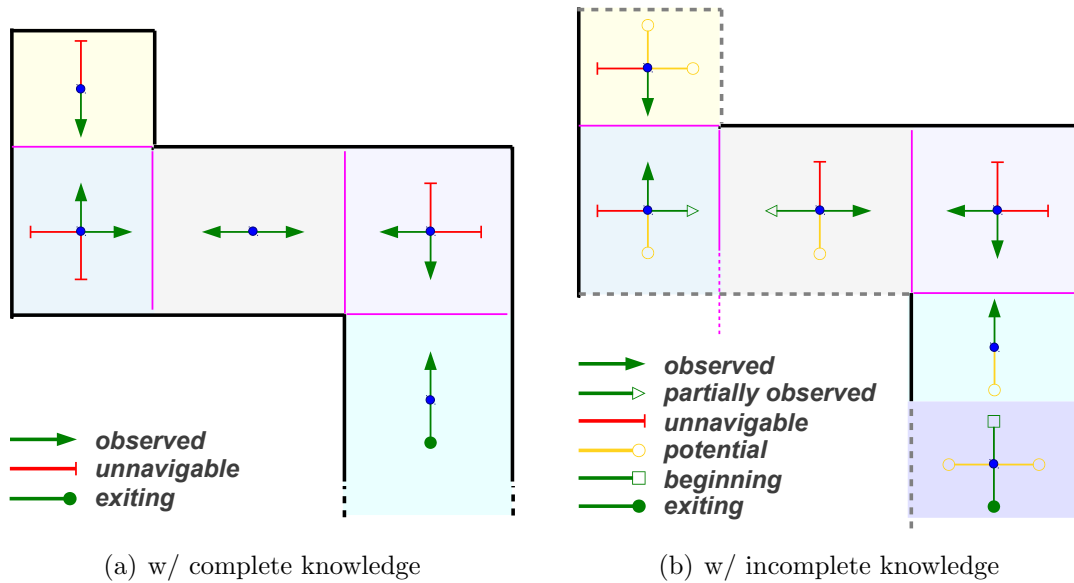 observed
unnavigable
exiting
observed
partially observed
unnavigable
potential
beginning
exiting
(a) w/ complete knowledge
(b) w/ incomplete knowledge